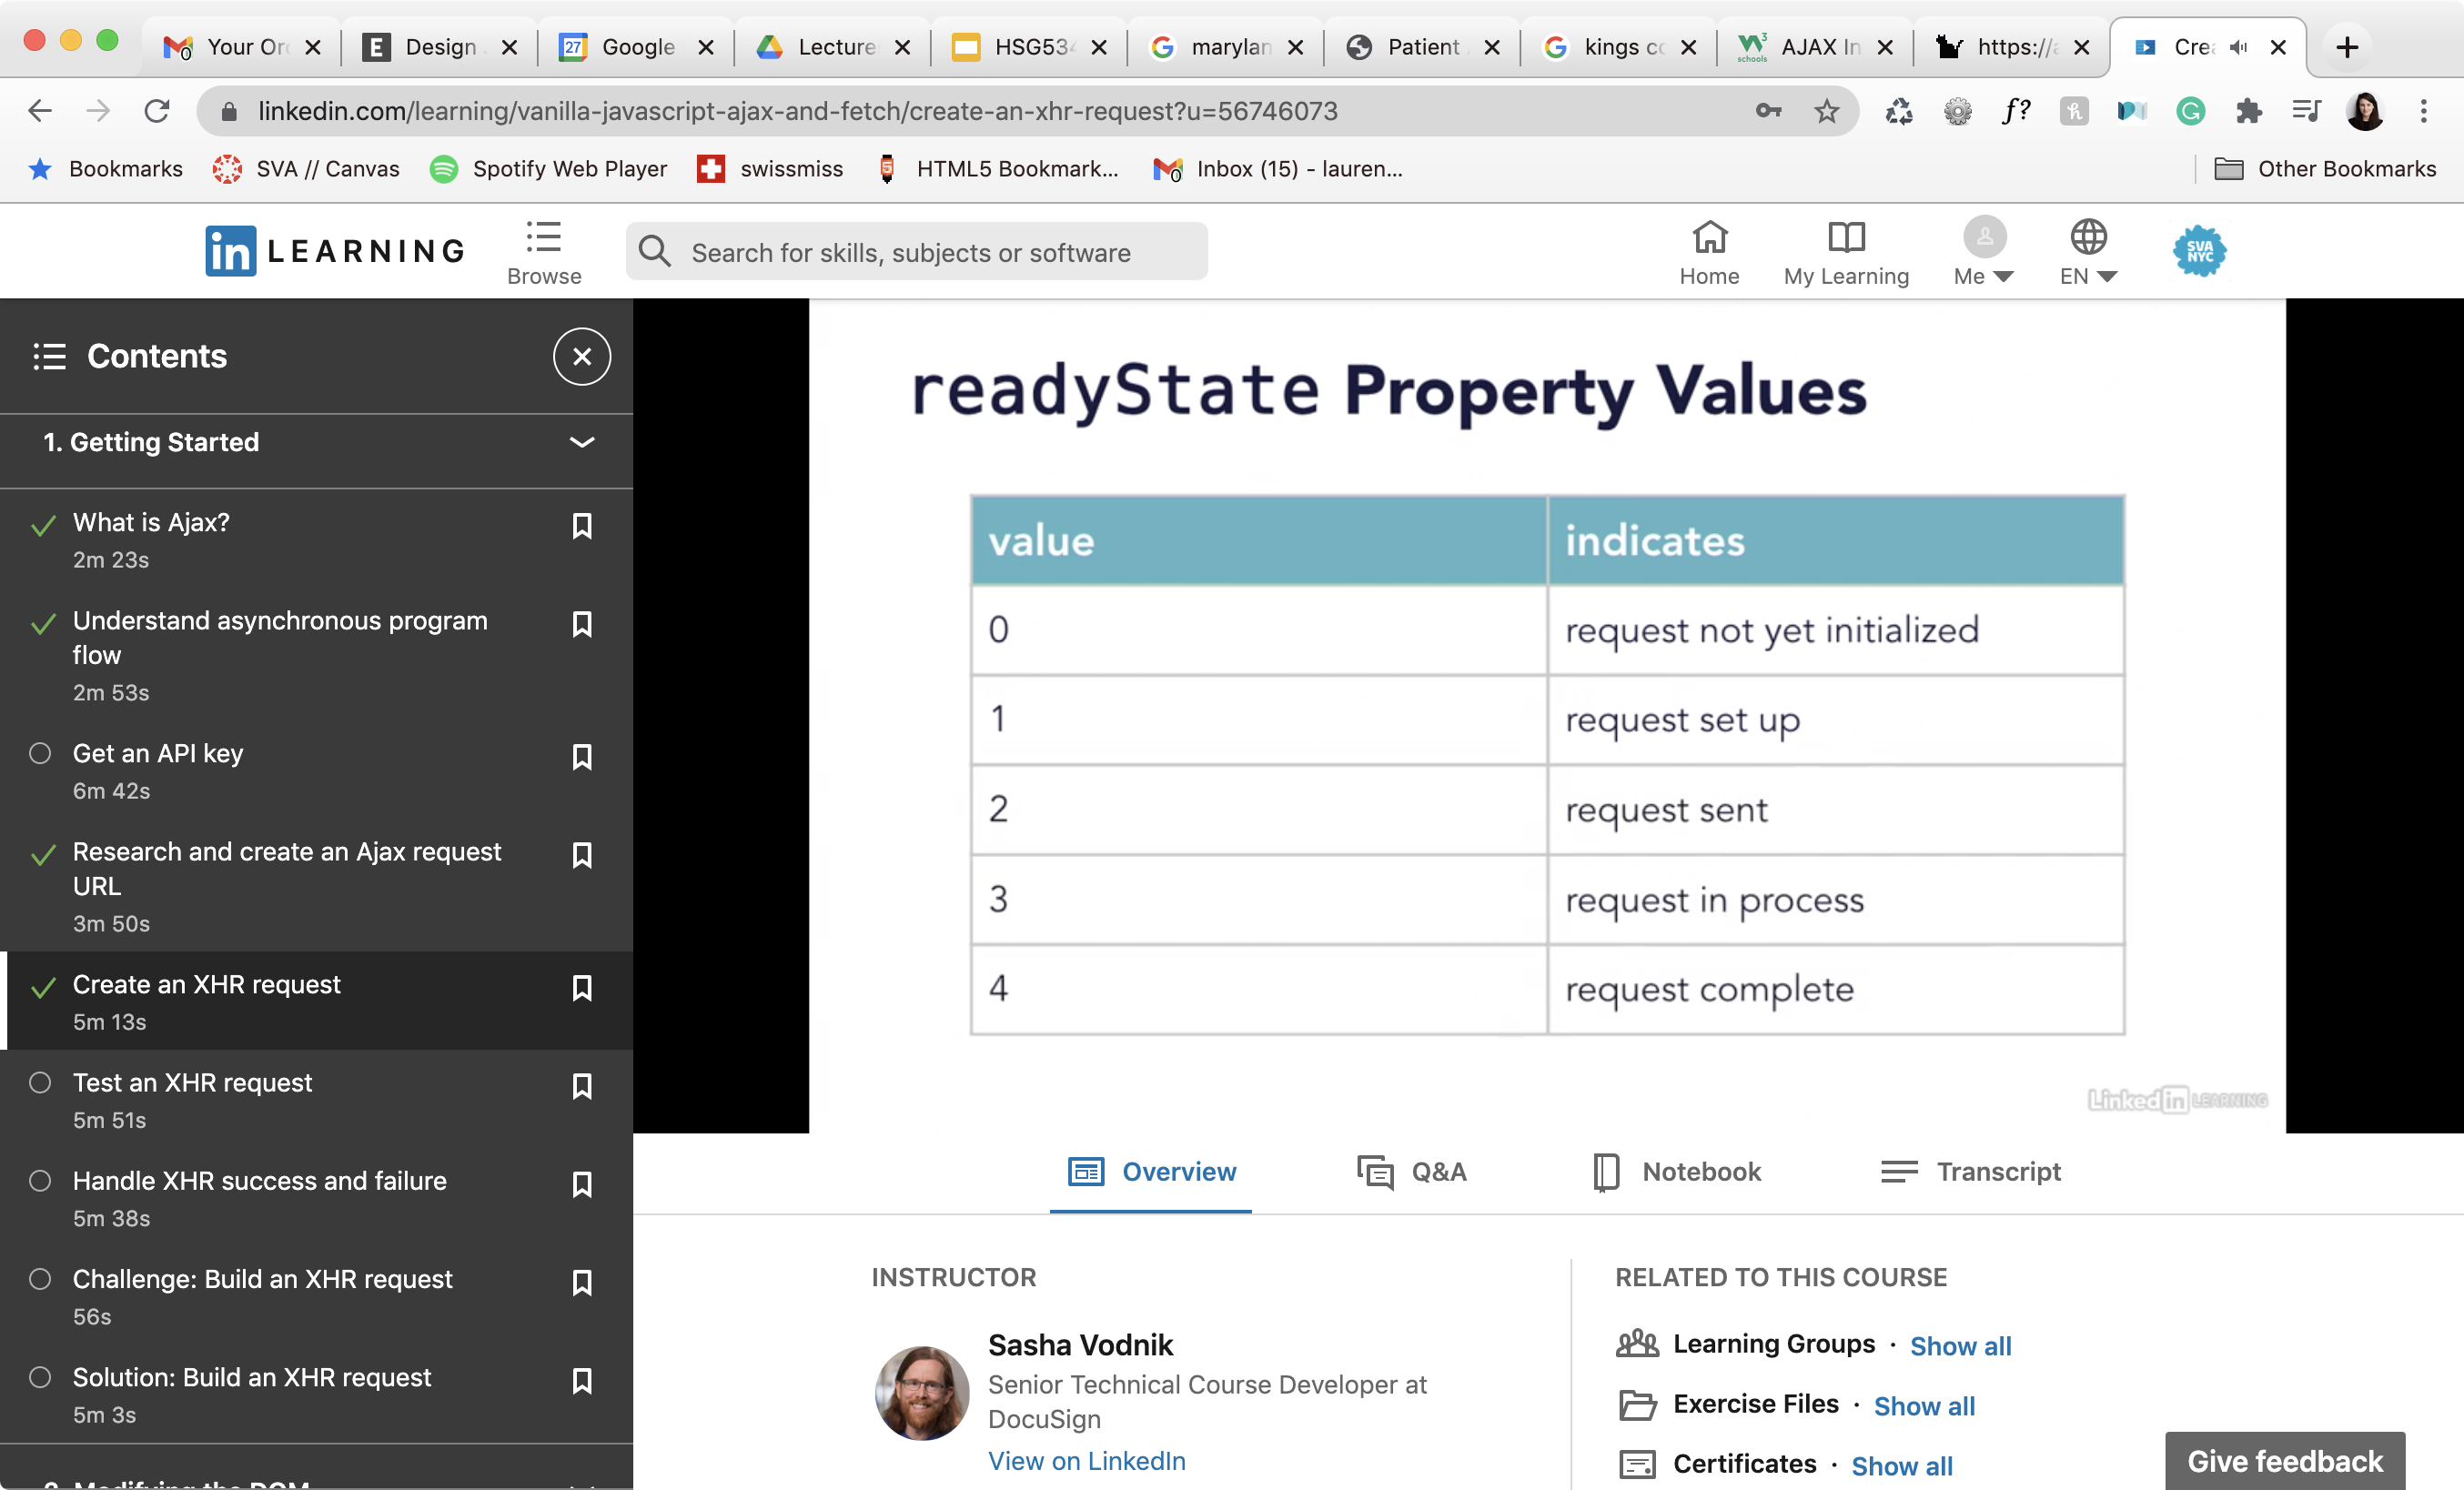 Your Or
Design
27
Google
Lecture
HSG534
marylan
Patient
kings c
schools
AJAX In
https://a
Cre
linkedin.com/learning/vanilla-javascript-ajax-and-fetch/create-an-xhr-request?u=56746073
Bookmarks
SVA // Canvas
Spotify Web Player
swissmiss
HTML5 Bookmark...
Inbox (15) - lauren...
Other Bookmarks
in LEARNING
Browse
Search for skills, subjects or software
Home
My Learning
Me
EN
SVA
NYC
Contents
1. Getting Started
What is Ajax?
2m 23s
Understand asynchronous program
flow
2m 53s
Get an API key
6m 42s
Research and create an Ajax request
URL
3m 50s
Create an XHR request
5m 13s
Test an XHR request
5m 51s
Handle XHR success and failure
5m 38s
Challenge: Build an XHR request
56s
Solution: Build an XHR request
5m 3s
2. Modifying the DOM
readyState Property Values
value indicates
0 request not yet initialized
1 request set up
2 request sent
3 request in process
4 request complete
Linked in LEARNING
Overview
Q&A
Notebook
Transcript
INSTRUCTOR
Sasha Vodnik
Senior Technical Course Developer at
DocuSign
View on LinkedIn
RELATED TO THIS COURSE
Learning Groups · Show all
Exercise Files · Show all
Certificates · Show all
Give feedback